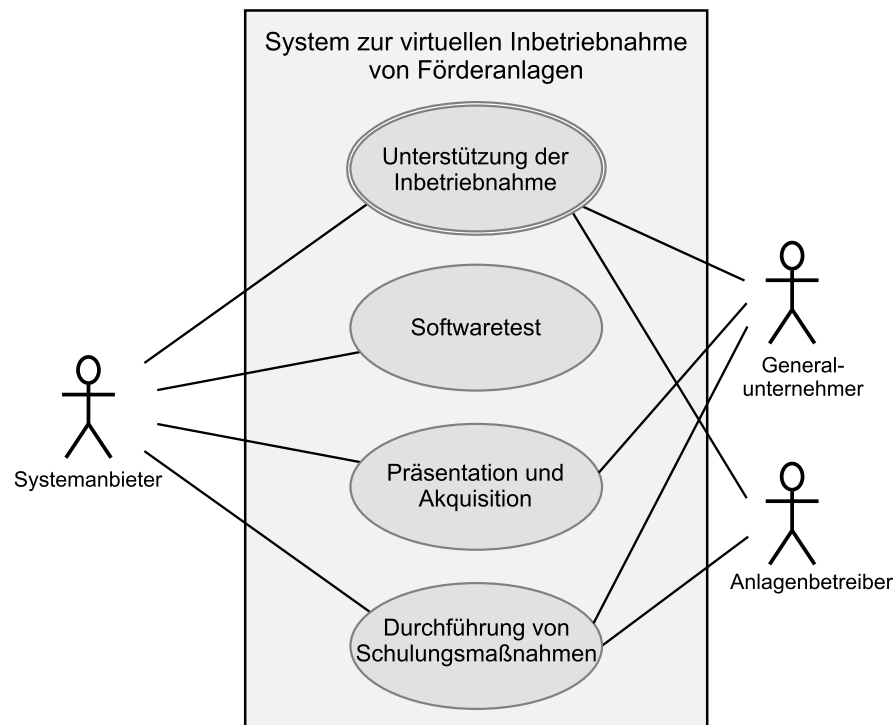 System zur virtuellen Inbetriebnahme
von Förderanlagen
Unterstützung der
Inbetriebnahme
Softwaretest
General-
unternehmer
Systemanbieter
Präsentation und
Akquisition
Anlagenbetreiber
Durchführung von
Schulungsmaßnahmen